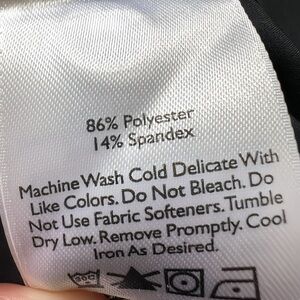 86% Polyester
14% Spandex
Machine Wash Cold Delicate With
Like Colors. Do Not Bleach. Do
Not Use Fabric Softeners. Tumble
Dry Low. Remove Promptly. Cool
Iron As Desired.